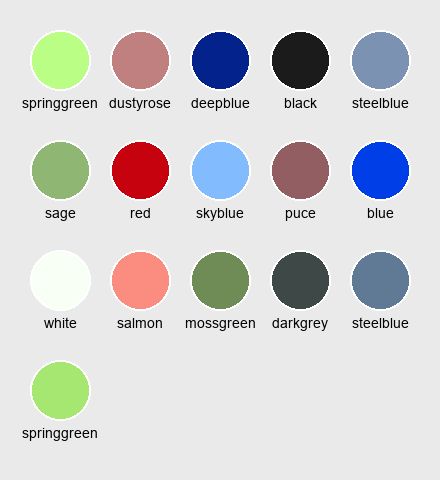 springgreen dustyrose deepblue black steelblue
sage red skyblue puce blue
white salmon mossgreen darkgrey steelblue
springgreen